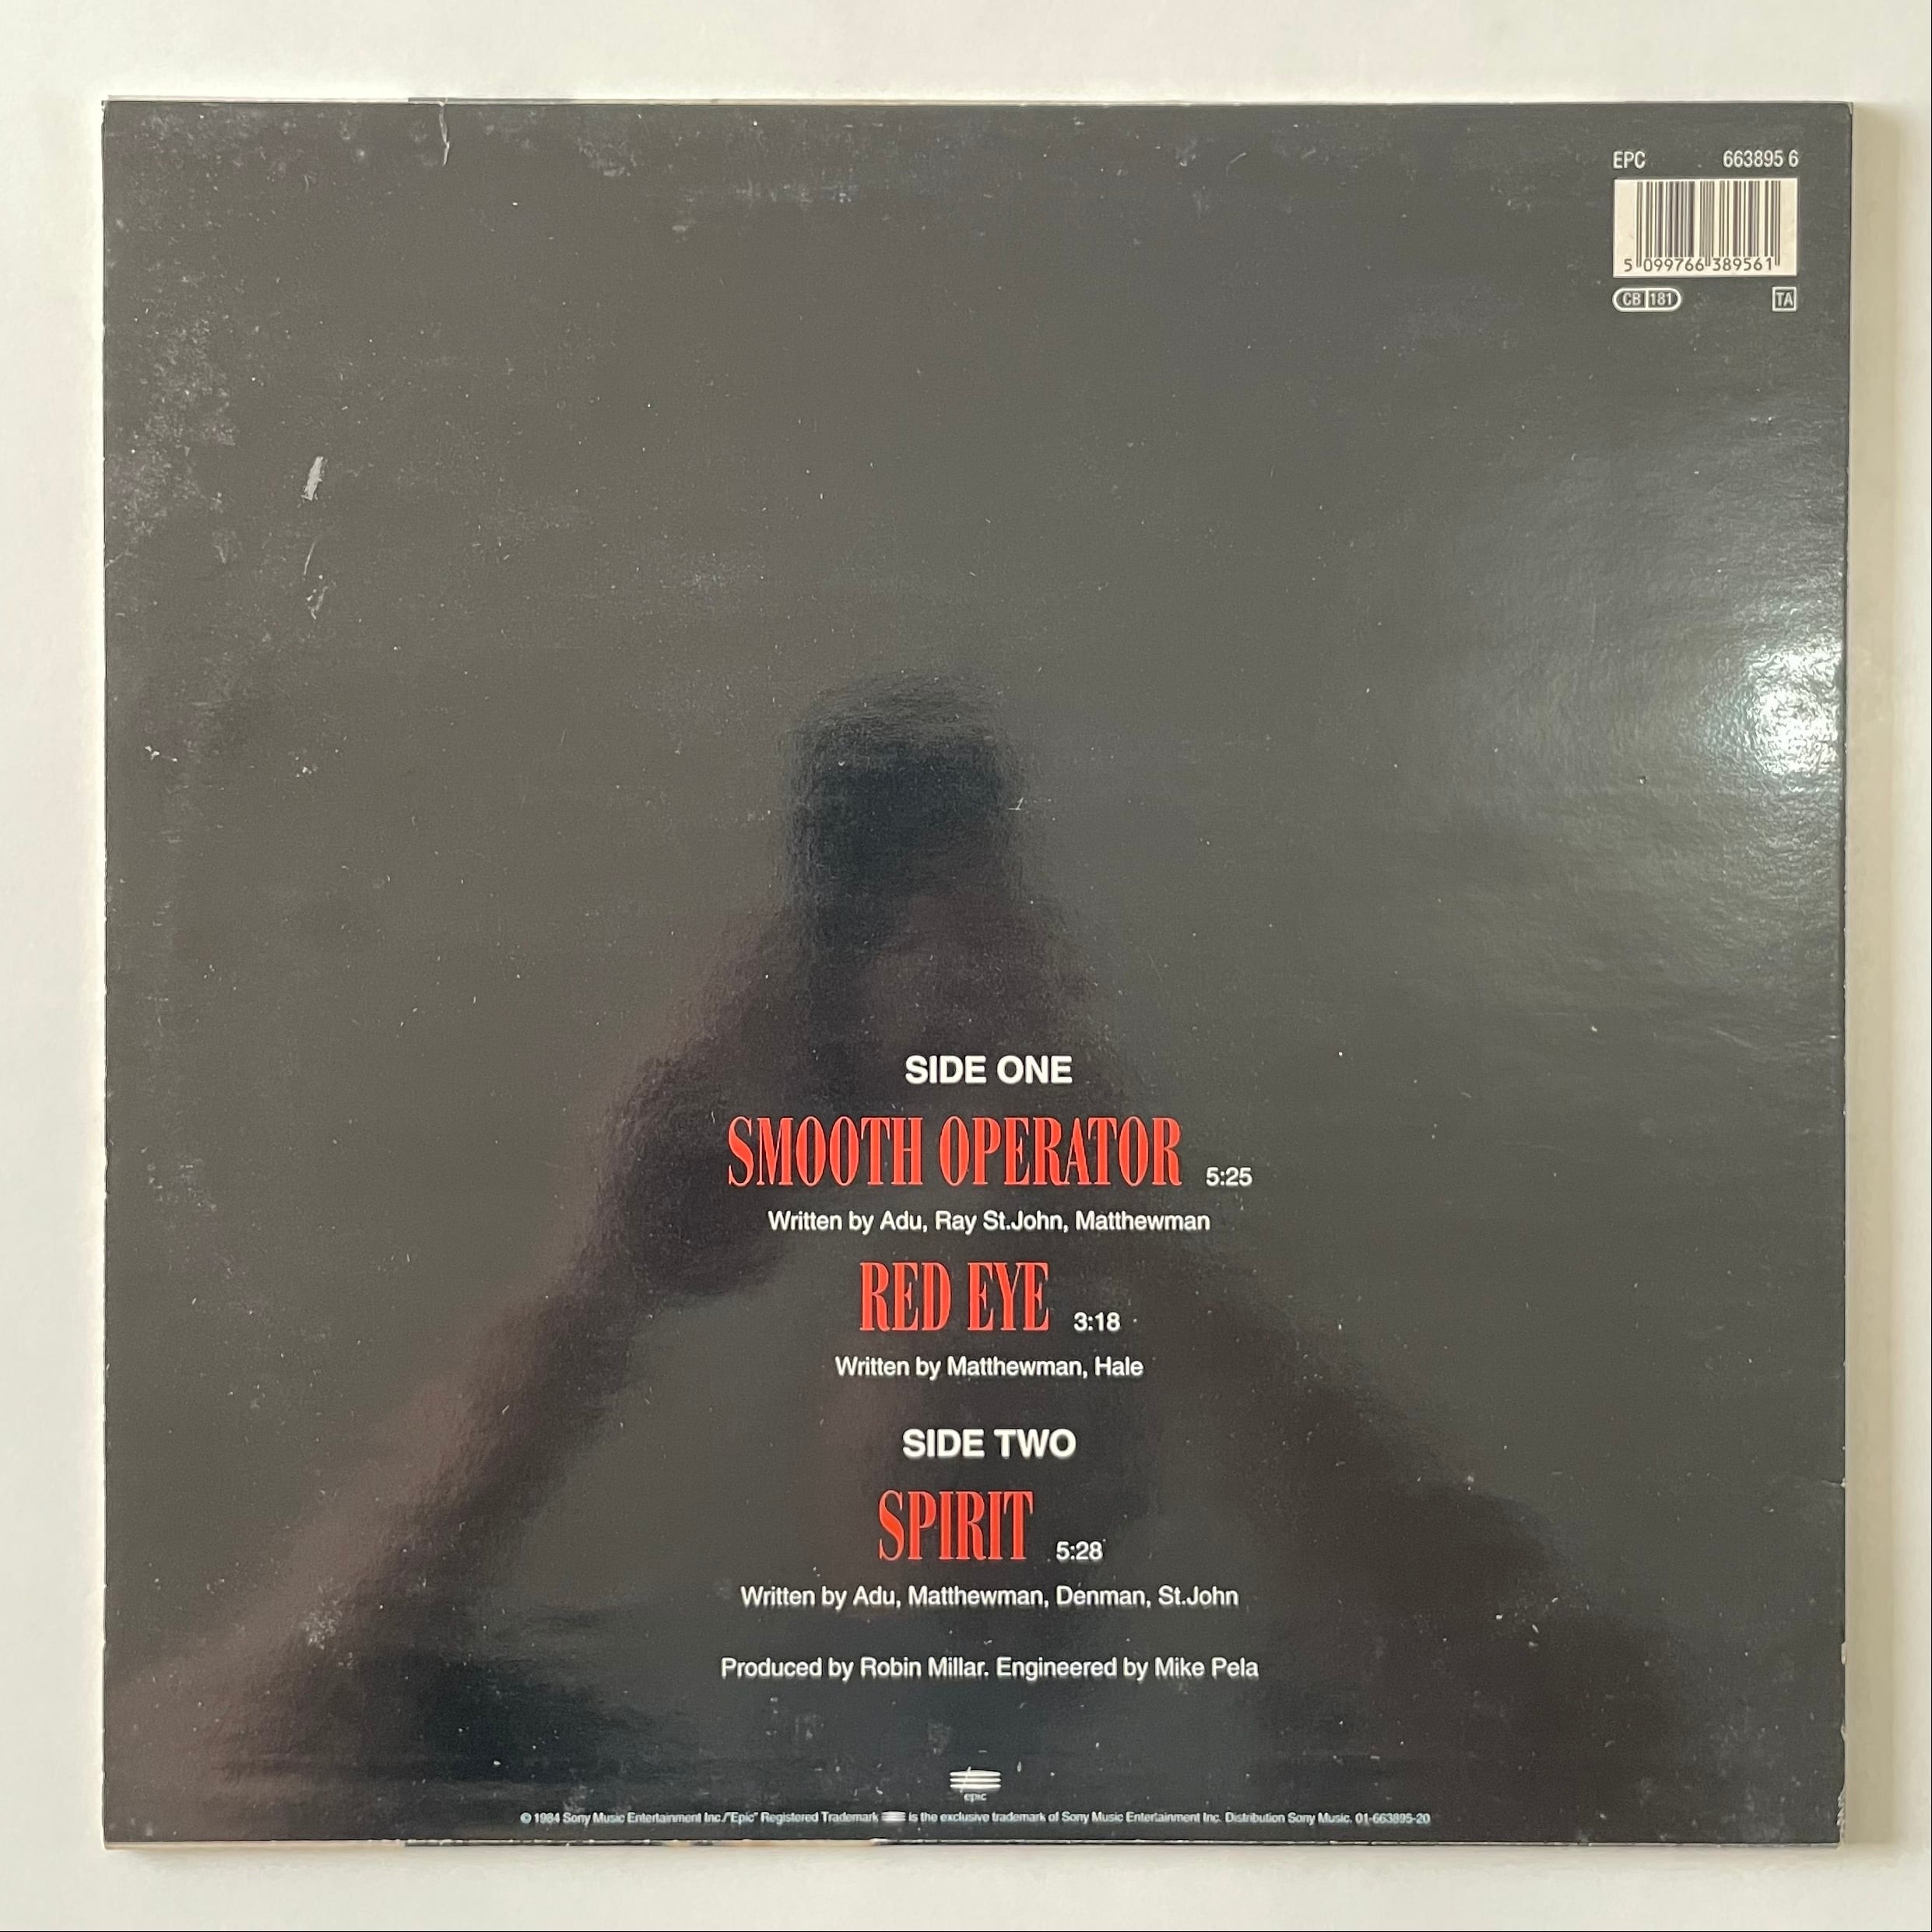 EPC 663895 6
5 099766 389561
CB 181 TA
SIDE ONE
SMOOTH OPERATOR 5:25
Written by Adu, Ray St.John, Matthewman
RED EYE 3:18
Written by Matthewman, Hale
SIDE TWO
SPIRIT 5:28
Written by Adu, Matthewman, Denman, St.John
Produced by Robin Millar. Engineered by Mike Pela
epic
© 1984 Sony Music Entertainment Inc./"Epic" Registered Trademark is the exclusive trademark of Sony Music Entertainment Inc. Distribution Sony Music. 01-663895-20